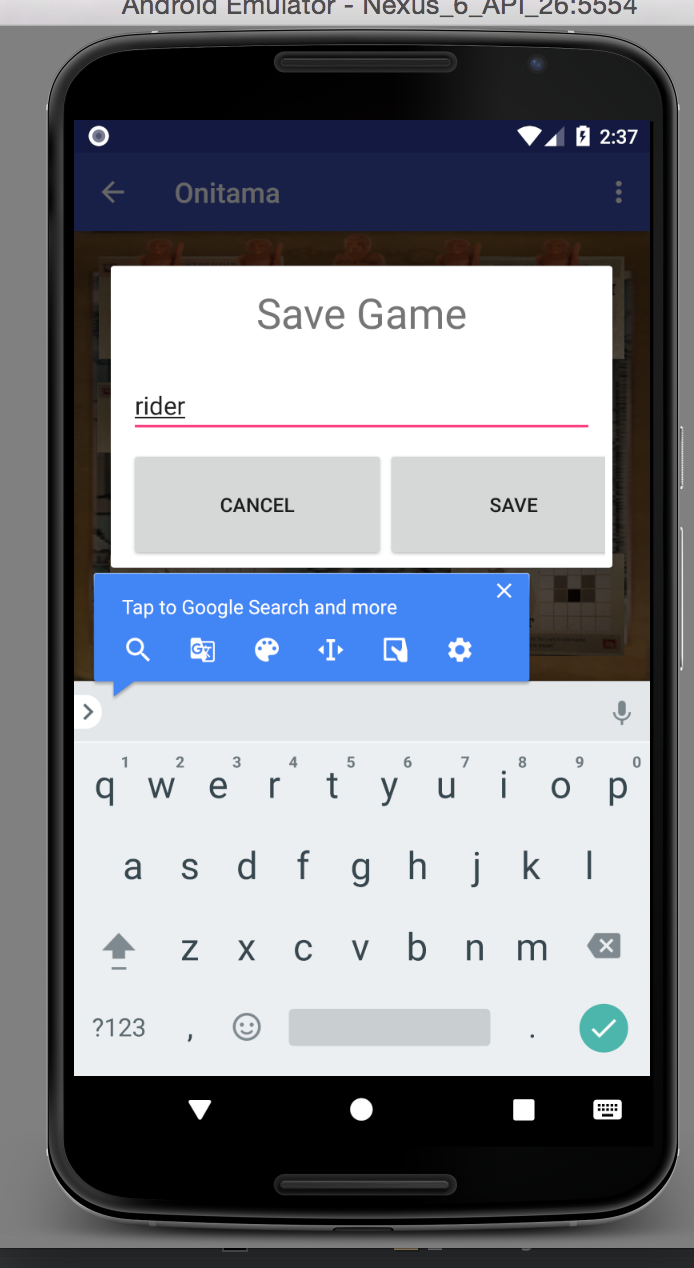 Android Emulator - Nexus_6_API_26:5554
2:37
Onitama
Save Game
rider
CANCEL SAVE
Tap to Google Search and more
1 2 3 4 5 6 7 8 9 0
q w e r t y u i o p
a s d f g h j k l
z x c v b n m
?123 , .